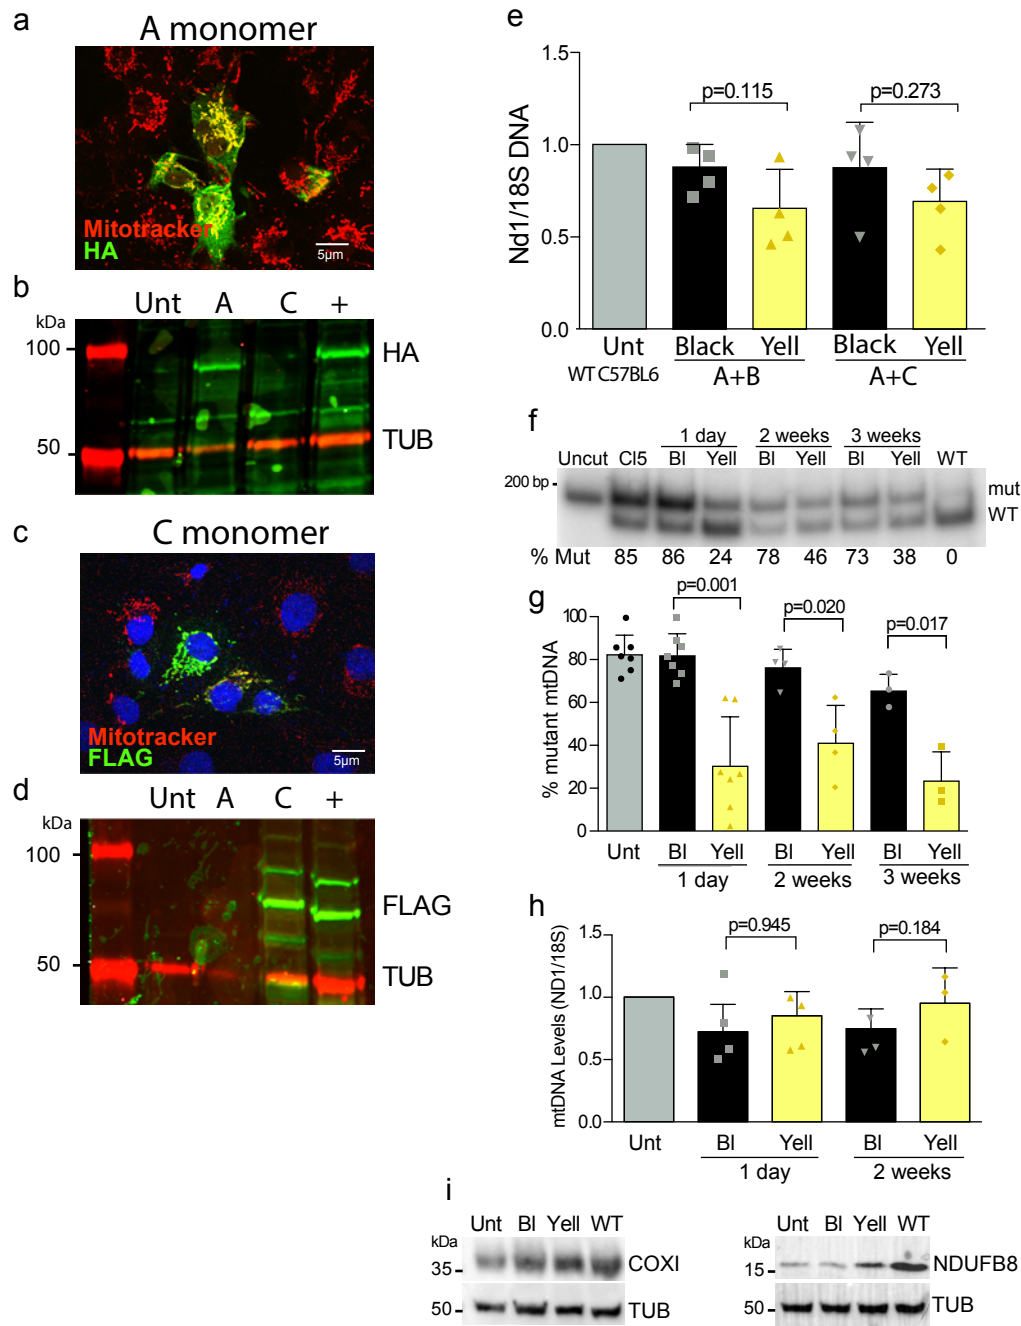 a
A monomer
Mitotracker
HA
5µm
b
Unt A C +
kDa
100
HA
50
TUB
c
C monomer
Mitotracker
FLAG
5µm
d
Unt A C +
kDa
100
FLAG
50
TUB
e
Nd1/18S DNA
1.5
1.0
0.5
0.0
p=0.115
p=0.273
Unt
WT C57BL6
Black Yell
A+B
Black Yell
A+C
f
1 day 2 weeks 3 weeks
Uncut Cl5 Bl Yell Bl Yell Bl Yell WT
200 bp
mut
WT
% Mut 85 86 24 78 46 73 38 0
g
% mutant mtDNA
100
80
60
40
20
0
p=0.001
p=0.020
p=0.017
Unt Bl Yell Bl Yell Bl Yell
1 day 2 weeks 3 weeks
h
mtDNA Levels (ND1/18S)
1.5
1.0
0.5
0.0
p=0.945
p=0.184
Unt Bl Yell Bl Yell
1 day 2 weeks
i
Unt Bl Yell WT
kDa
35
COXI
50
TUB
Unt Bl Yell WT
kDa
15
NDUFB8
50
TUB